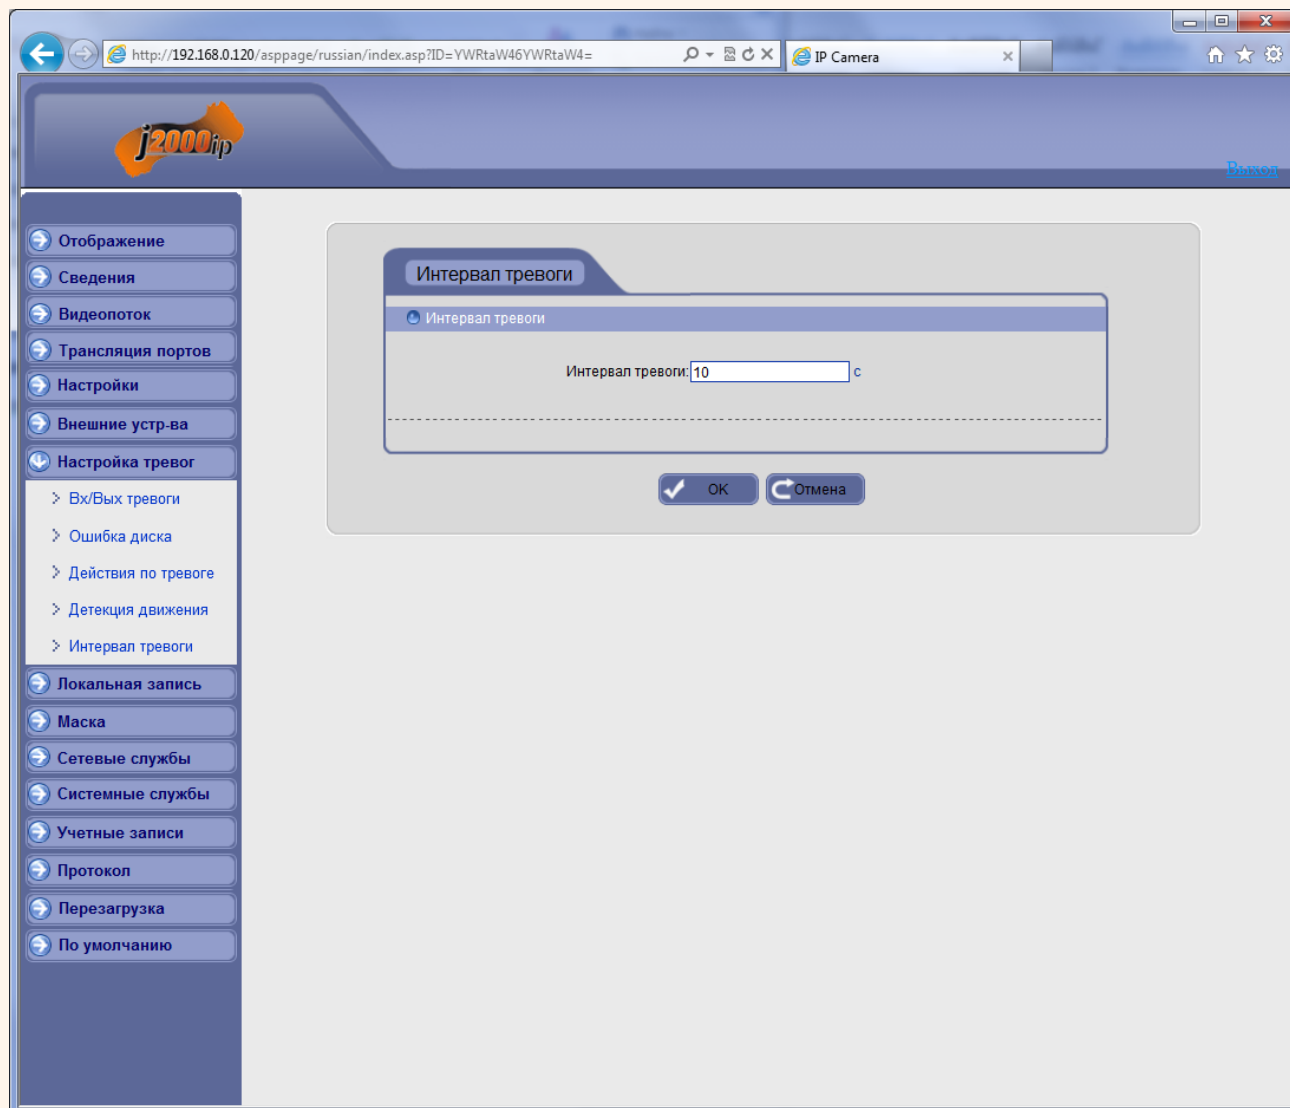 http://192.168.0.120/asppage/russian/index.asp?ID=YWRtaW46YWRtaW4=
IP Camera
j2000ip
Выход
Отображение
Сведения
Видеопоток
Трансляция портов
Настройки
Внешние устр-ва
Настройка тревог
Вх/Вых тревоги
Ошибка диска
Действия по тревоге
Детекция движения
Интервал тревоги
Локальная запись
Маска
Сетевые службы
Системные службы
Учетные записи
Протокол
Перезагрузка
По умолчанию
Интервал тревоги
Интервал тревоги
Интервал тревоги: 10 с
OK Отмена